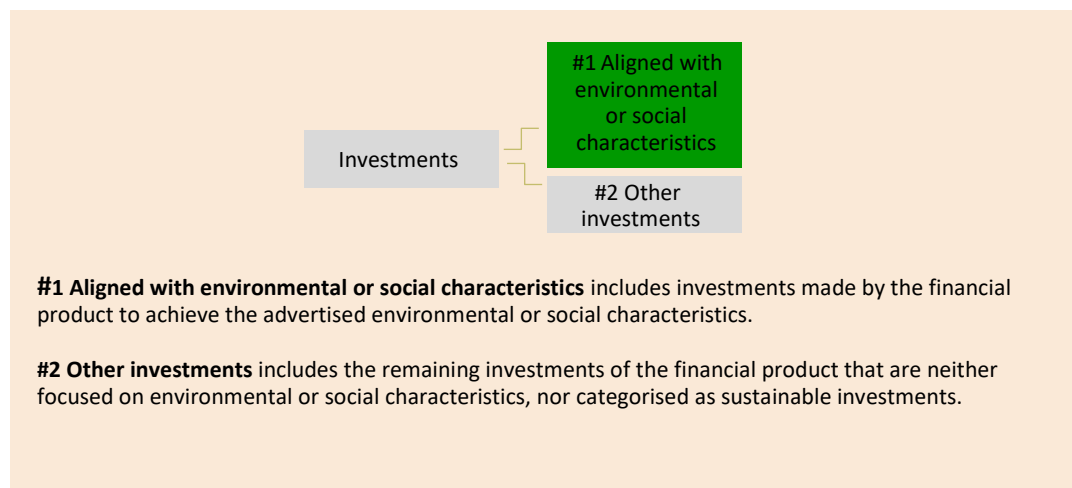 #1 Aligned with
environmental
or social
characteristics
Investments
#2 Other
investments
#1 Aligned with environmental or social characteristics includes investments made by the financial
product to achieve the advertised environmental or social characteristics.
#2 Other investments includes the remaining investments of the financial product that are neither
focused on environmental or social characteristics, nor categorised as sustainable investments.